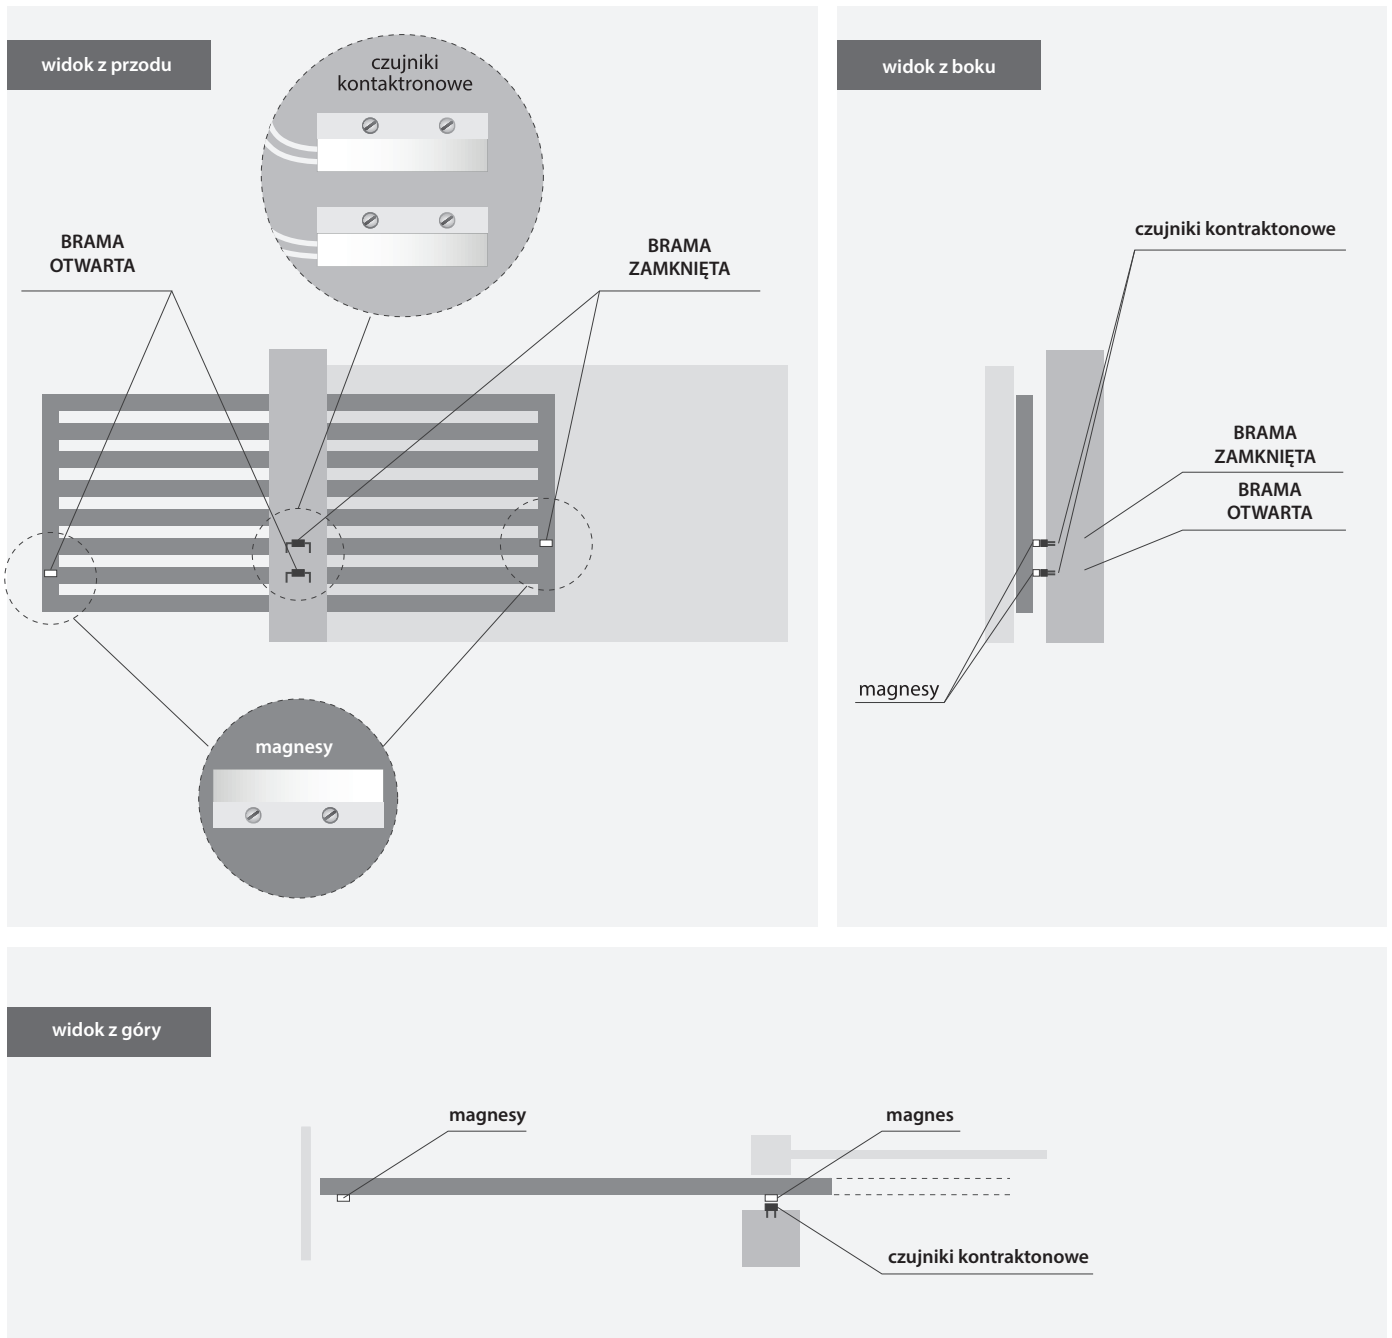 widok z przodu
czujniki
kontaktronowe
BRAMA
OTWARTA
BRAMA
ZAMKNIĘTA
magnesy
widok z boku
czujniki kontraktonowe
BRAMA
ZAMKNIĘTA
BRAMA
OTWARTA
magnesy
widok z góry
magnesy
magnes
czujniki kontraktonowe